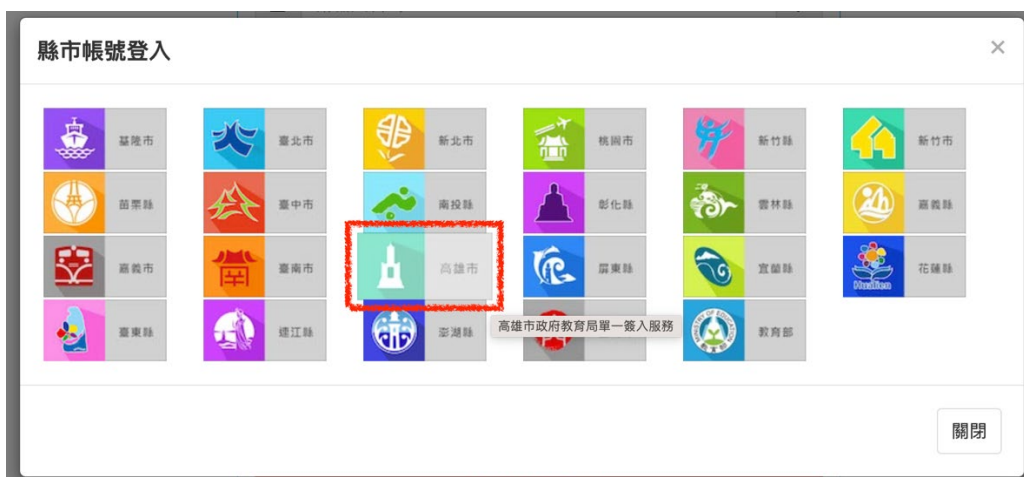 縣市帳號登入
×
基隆市
臺北市
新北市
桃園市
新竹縣
新竹市
苗栗縣
臺中市
南投縣
彰化縣
雲林縣
嘉義縣
嘉義市
臺南市
高雄市
屏東縣
宜蘭縣
花蓮縣
Hualien
臺東縣
連江縣
澎湖縣
高雄市政府教育局單一簽入服務
教育部
關閉